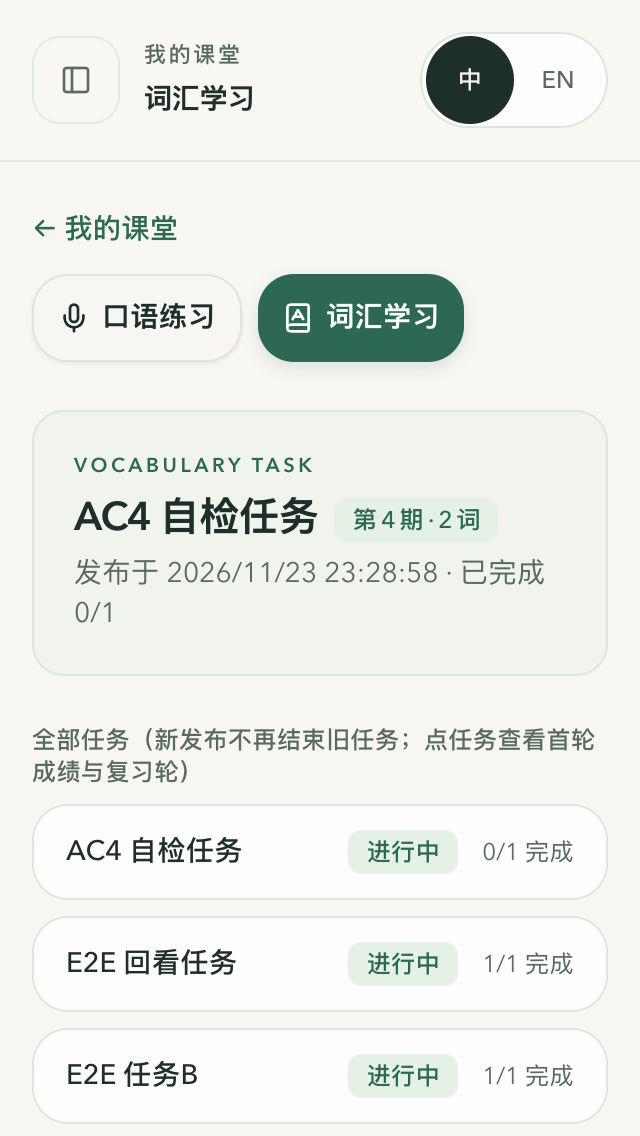 我的课堂
词汇学习
中
EN
← 我的课堂
口语练习
词汇学习
VOCABULARY TASK
AC4 自检任务 第 4 期 · 2 词
发布于 2026/11/23 23:28:58 · 已完成
0/1
全部任务（新发布不再结束旧任务；点任务查看首轮
成绩与复习轮）
AC4 自检任务 进行中 0/1 完成
E2E 回看任务 进行中 1/1 完成
E2E 任务B 进行中 1/1 完成